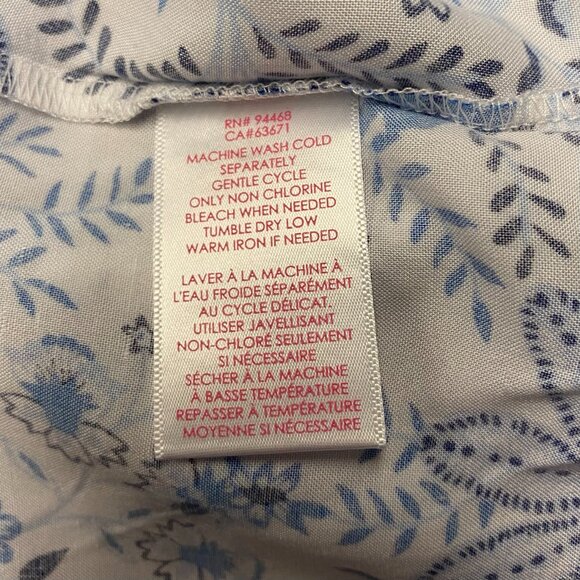 RN# 94468
CA#63671
MACHINE WASH COLD
SEPARATELY
GENTLE CYCLE
ONLY NON CHLORINE
BLEACH WHEN NEEDED
TUMBLE DRY LOW
WARM IRON IF NEEDED
LAVER À LA MACHINE À
L'EAU FROIDE SÉPARÉMENT
AU CYCLE DÉLICAT.
UTILISER JAVELLISANT
NON-CHLORÉ SEULEMENT
SI NÉCESSAIRE
SÉCHER À LA MACHINE
À BASSE TEMPÉRATURE
REPASSER À TEMPÉRATURE
MOYENNE SI NÉCESSAIRE